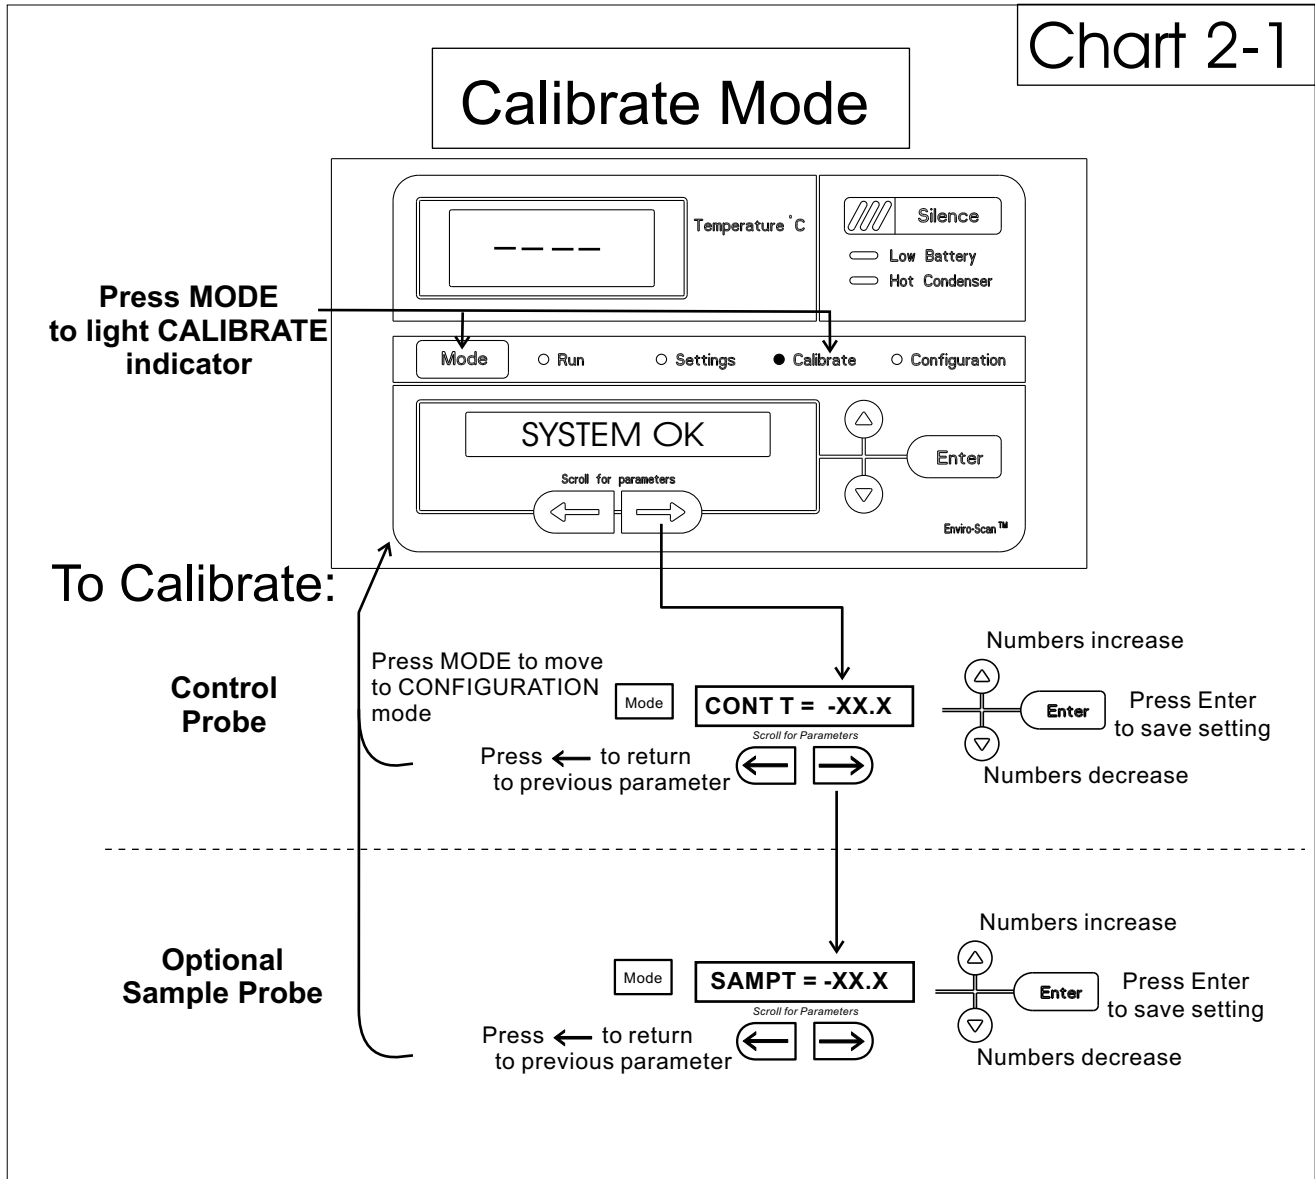 Chart 2-1
Calibrate Mode
Temperature °C
Silence
Low Battery
Hot Condenser
----
Press MODE
to light CALIBRATE
indicator
Mode
Run
Settings
Calibrate
Configuration
SYSTEM OK
Scroll for parameters
Enter
Enviro-Scan™
To Calibrate:
Control
Probe
Press MODE to move
to CONFIGURATION
mode
Mode
CONT T = -XX.X
Scroll for Parameters
Press ← to return
to previous parameter
Numbers increase
Enter
Press Enter
to save setting
Numbers decrease
Optional
Sample Probe
Mode
SAMPT = -XX.X
Scroll for Parameters
Press ← to return
to previous parameter
Numbers increase
Enter
Press Enter
to save setting
Numbers decrease